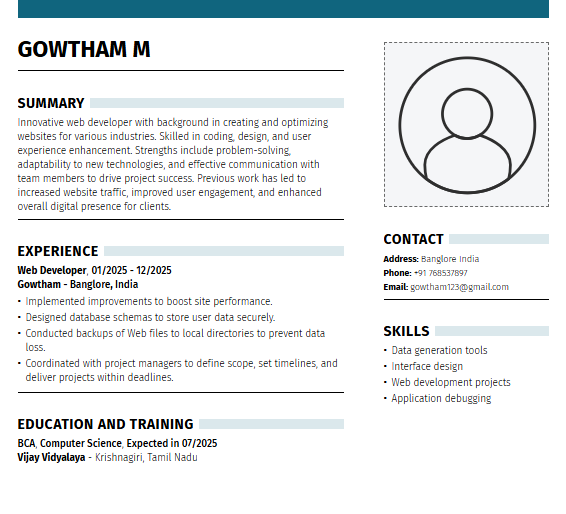 GOWTHAM M
SUMMARY
Innovative web developer with background in creating and optimizing
websites for various industries. Skilled in coding, design, and user
experience enhancement. Strengths include problem-solving,
adaptability to new technologies, and effective communication with
team members to drive project success. Previous work has led to
increased website traffic, improved user engagement, and enhanced
overall digital presence for clients.
EXPERIENCE
Web Developer, 01/2025 - 12/2025
Gowtham - Banglore, India
• Implemented improvements to boost site performance.
• Designed database schemas to store user data securely.
• Conducted backups of Web files to local directories to prevent data
loss.
• Coordinated with project managers to define scope, set timelines, and
deliver projects within deadlines.
EDUCATION AND TRAINING
BCA, Computer Science, Expected in 07/2025
Vijay Vidyalaya - Krishnagiri, Tamil Nadu
CONTACT
Address: Banglore India
Phone: +91 768537897
Email: gowtham123@gmail.com
SKILLS
• Data generation tools
• Interface design
• Web development projects
• Application debugging